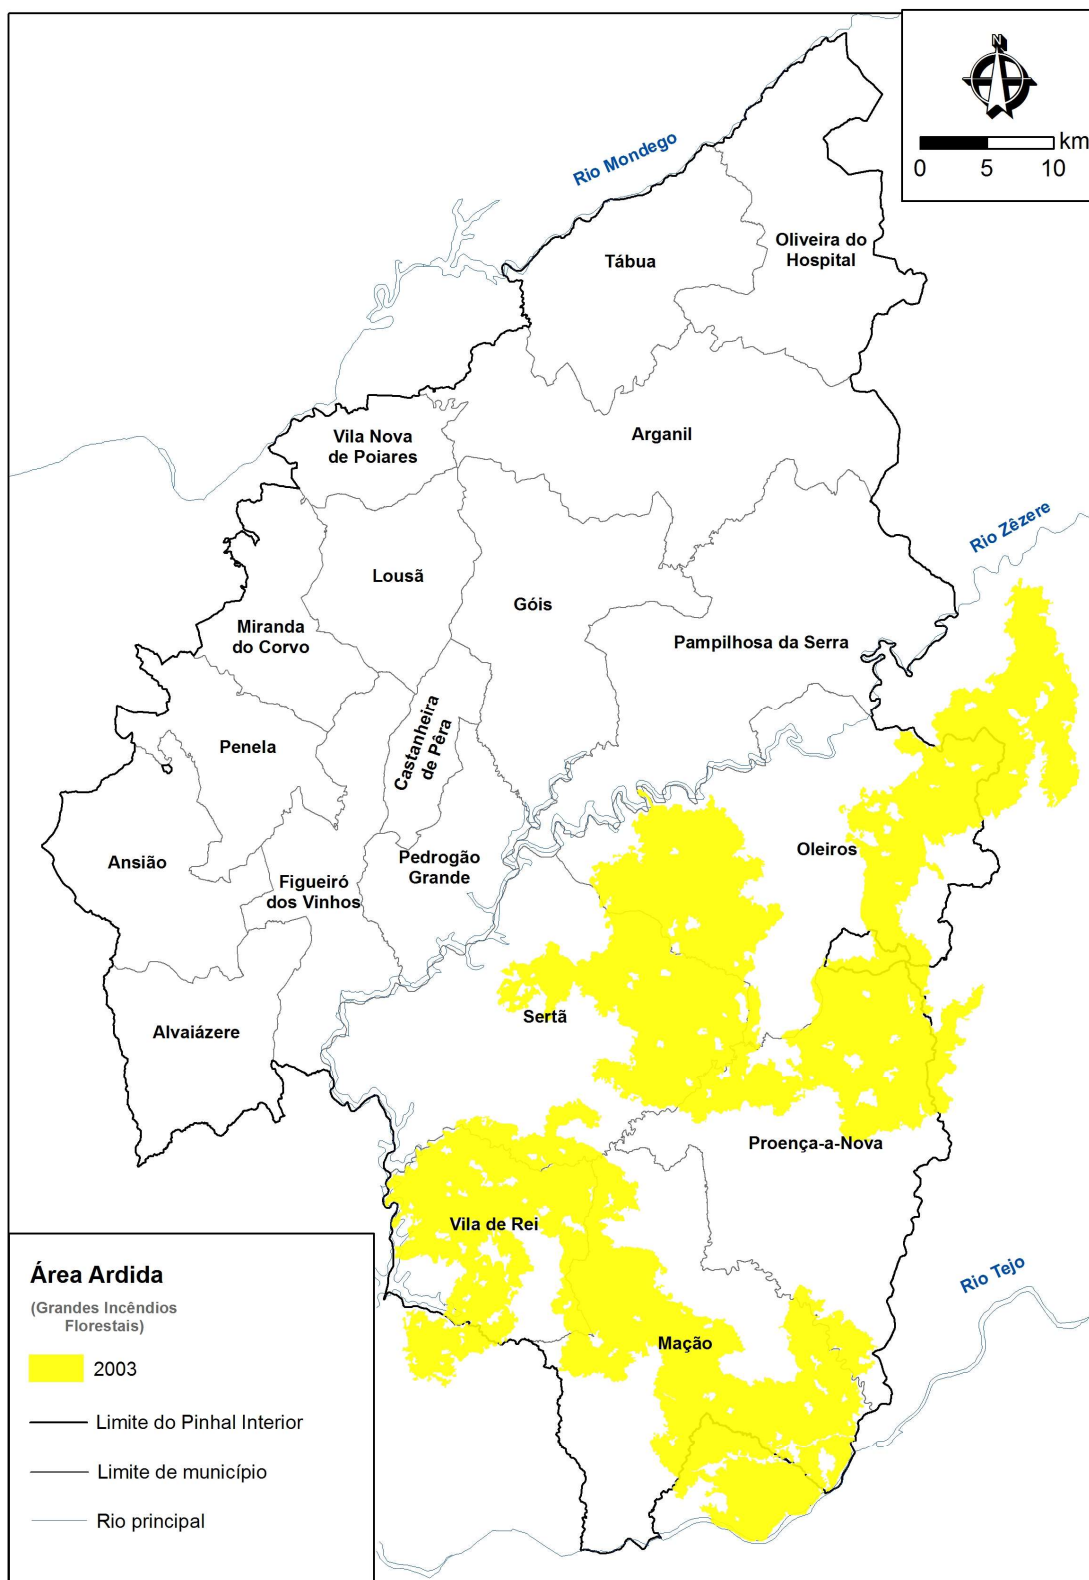 N
km
0 5 10
Rio Mondego
Oliveira do
Hospital
Tábua
Arganil
Vila Nova
de Poiares
Rio Zêzere
Lousã
Góis
Miranda
do Corvo
Pampilhosa da Serra
Castanheira
de Pêra
Penela
Oleiros
Ansião
Pedrogão
Grande
Figueiró
dos Vinhos
Sertã
Alvaiázere
Proença-a-Nova
Vila de Rei
Rio Tejo
Mação
Área Ardida
(Grandes Incêndios
Florestais)
2003
Limite do Pinhal Interior
Limite de município
Rio principal